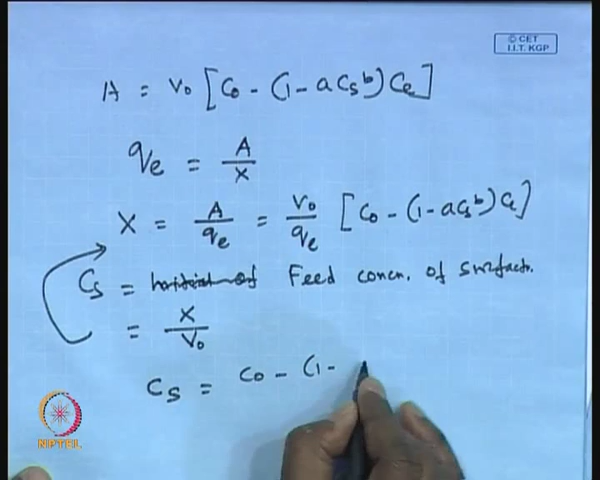 © CET
I.I.T. KGP
A = V0 [C0 - (1 - aCs^b) Ce]
qe = A/x
X = A/qe = V0/qe [C0 - (1 - aCs^b) Ce]
Cs = Feed concn. of surfactn.
= X/V0
Cs = C0 - (1 -
NPTEL